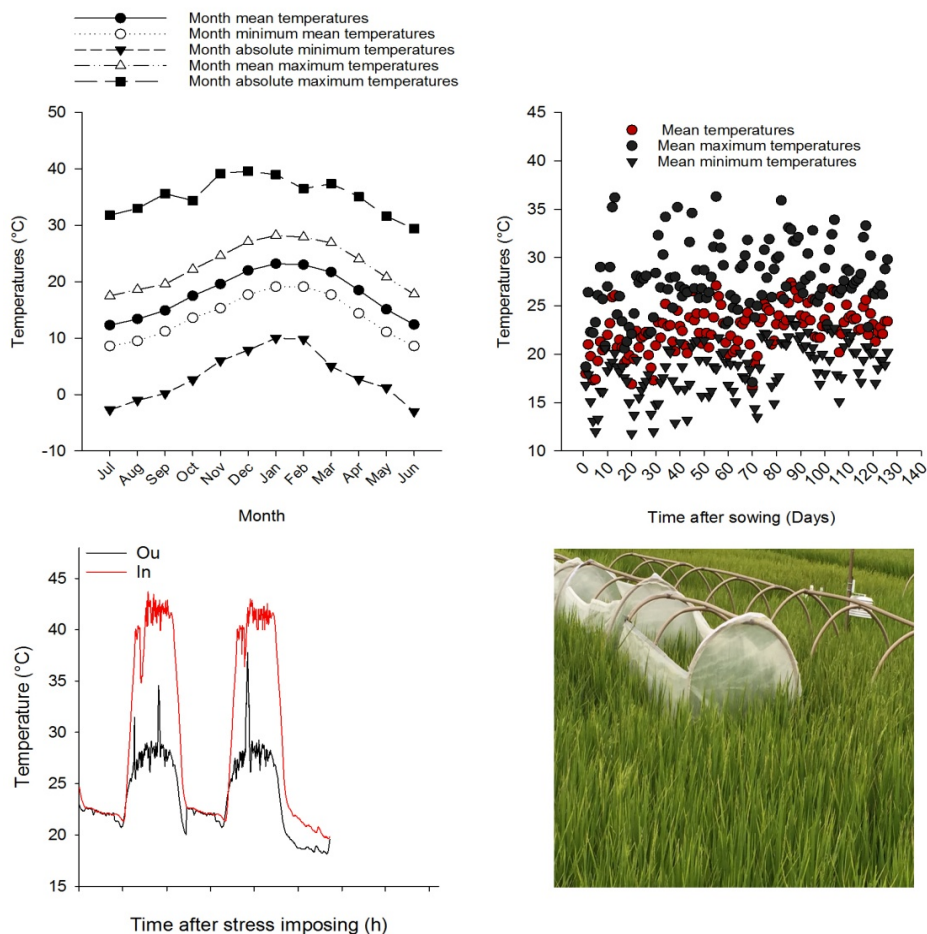 Month mean temperatures
Month minimum mean temperatures
Month absolute minimum temperatures
Month mean maximum temperatures
Month absolute maximum temperatures
Temperatures (°C)
50
40
30
20
10
0
-10
Jul Aug Sep Oct Nov Dec Jan Feb Mar Apr May Jun
Month
Mean temperatures
Mean maximum temperatures
Mean minimum temperatures
Temperatures (°C)
45
40
35
30
25
20
15
10
0 10 20 30 40 50 60 70 80 90 100 110 120 130 140
Time after sowing (Days)
Ou
In
Temperature (°C)
45
40
35
30
25
20
15
Time after stress imposing (h)